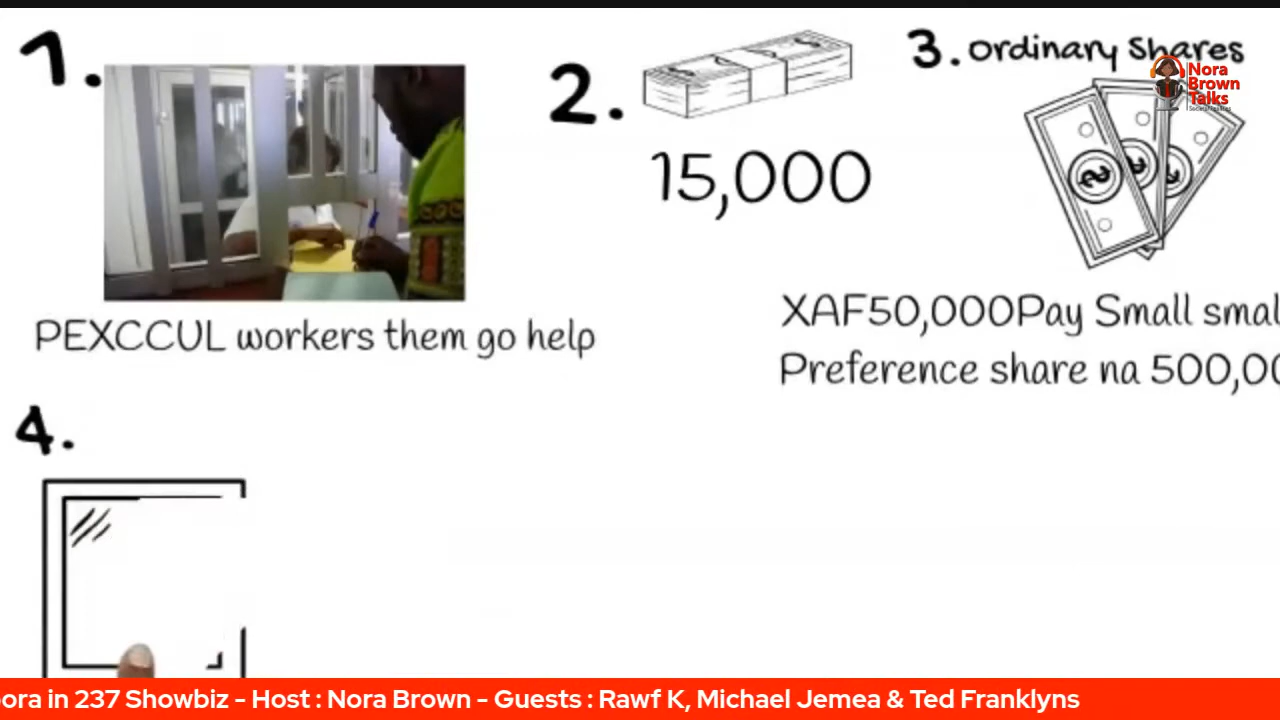 1.
PEXCCUL workers them go help
2.
15,000
3. Ordinary Shares
Nora
Brown
Talks
XAF50,000Pay Small smal
Preference share na 500,00
4.
ora in 237 Showbiz - Host : Nora Brown - Guests : Rawf K, Michael Jemea & Ted Franklyns